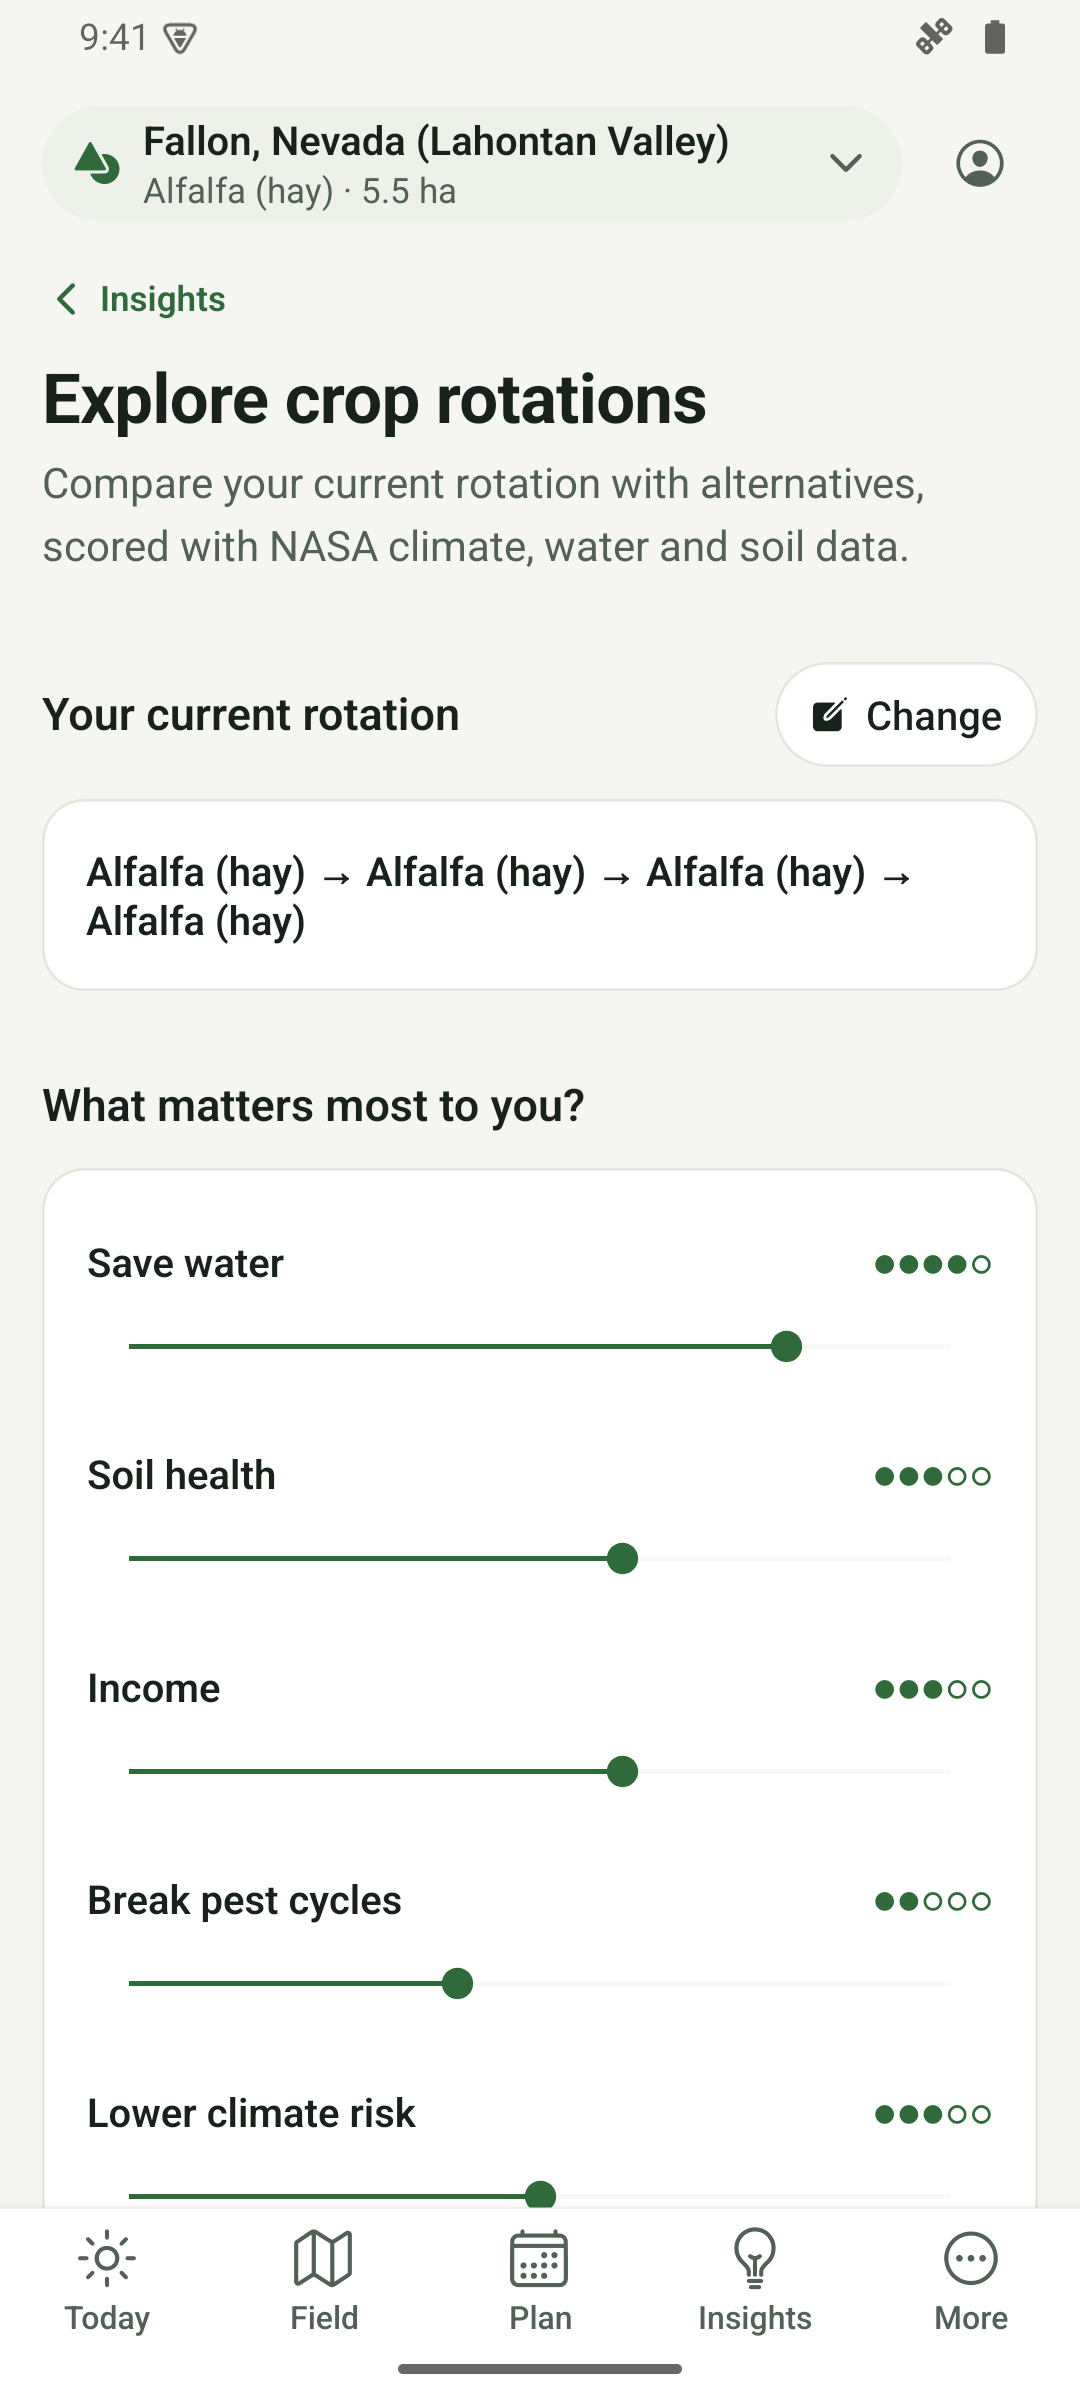 9:41
Fallon, Nevada (Lahontan Valley)
Alfalfa (hay) · 5.5 ha
Insights
Explore crop rotations
Compare your current rotation with alternatives,
scored with NASA climate, water and soil data.
Your current rotation
Change
Alfalfa (hay) → Alfalfa (hay) → Alfalfa (hay) →
Alfalfa (hay)
What matters most to you?
Save water
Soil health
Income
Break pest cycles
Lower climate risk
Today
Field
Plan
Insights
More